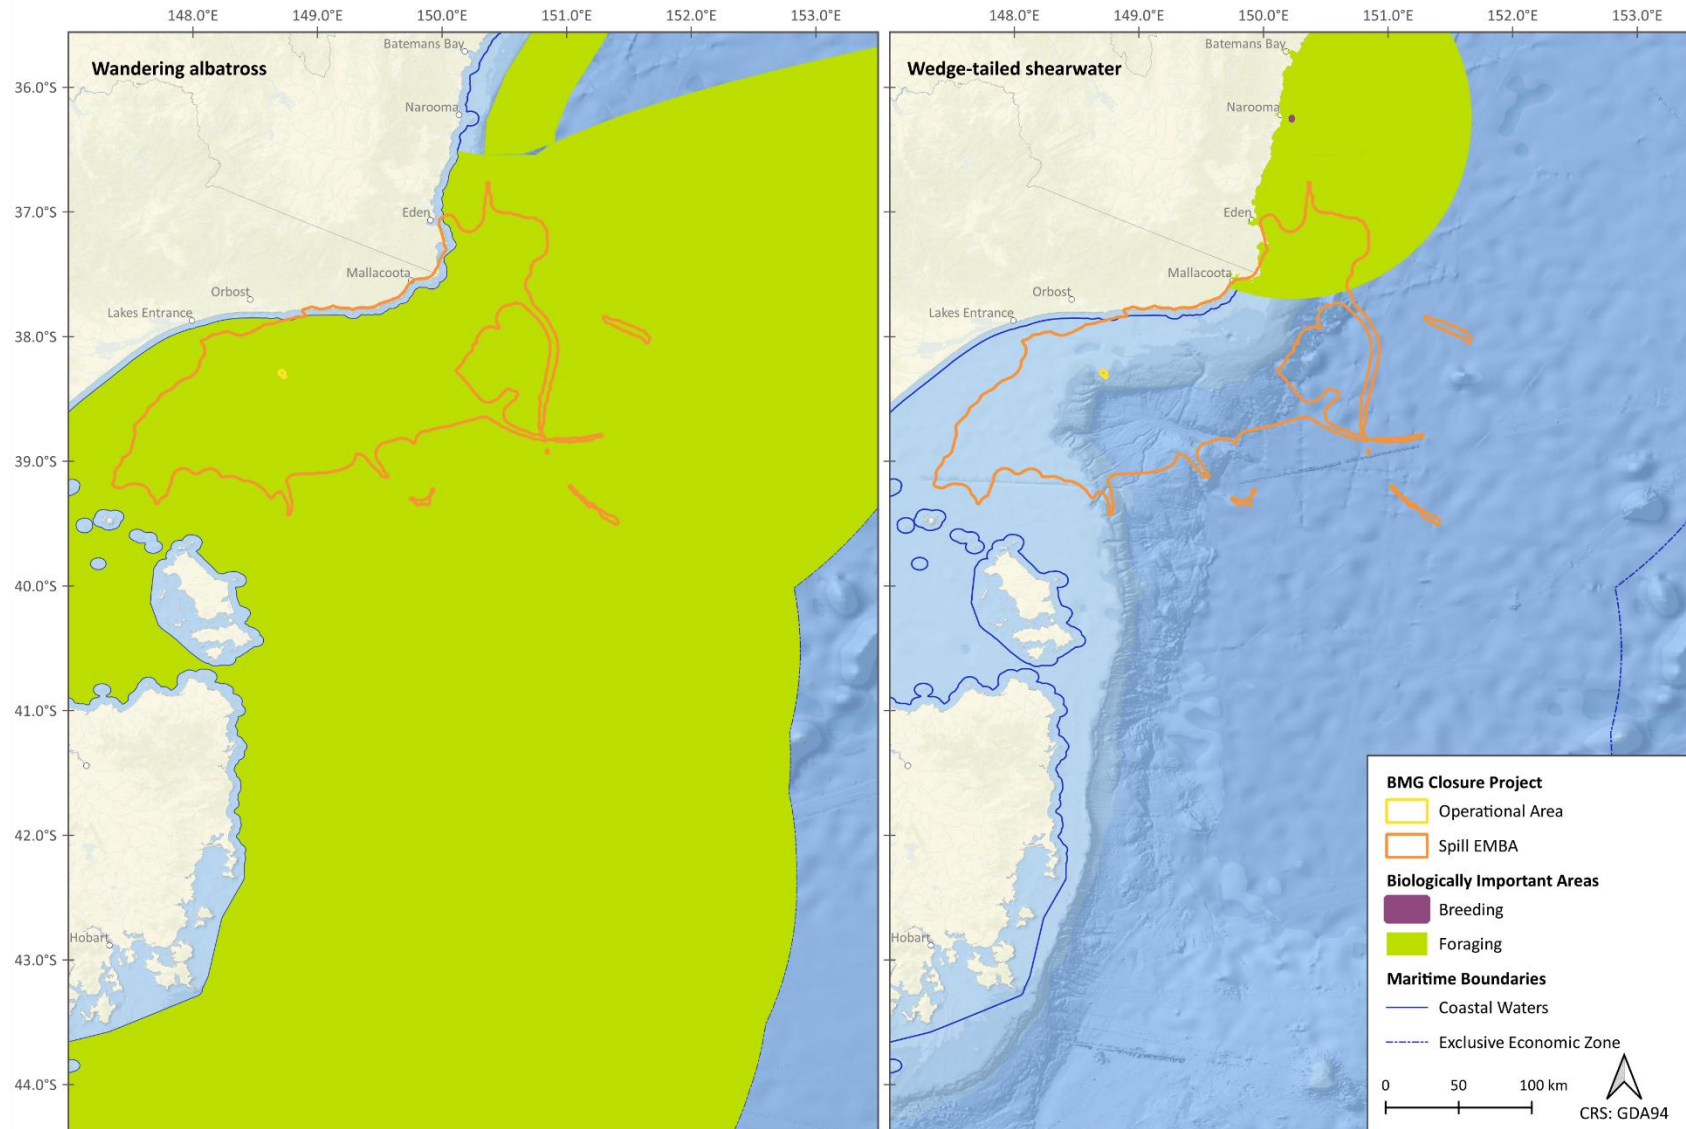 148.0°E 149.0°E 150.0°E 151.0°E 152.0°E 153.0°E 148.0°E 149.0°E 150.0°E 151.0°E 152.0°E 153.0°E
Wandering albatross
Batemans Bay
36.0°S
Narooma
37.0°S
Eden
Mallacoota
Orbost
Lakes Entrance
38.0°S
39.0°S
40.0°S
41.0°S
42.0°S
Hobart
43.0°S
44.0°S
Wedge-tailed shearwater
Batemans Bay
Narooma
Eden
Mallacoota
Orbost
Lakes Entrance
Hobart
BMG Closure Project
Operational Area
Spill EMBA
Biologically Important Areas
Breeding
Foraging
Maritime Boundaries
Coastal Waters
Exclusive Economic Zone
0 50 100 km
CRS: GDA94